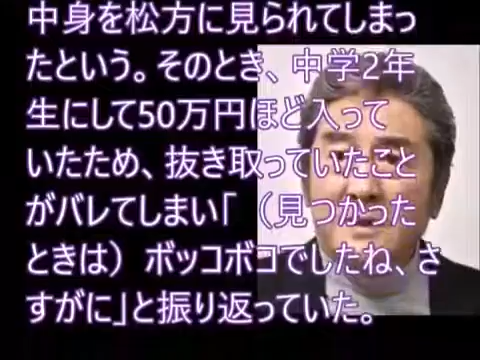 中身を松方に見られてしまっ
たという。そのとき、中学2年
生にして50万円ほど入って
いたため、抜き取っていたこと
がバレてしまい「（見つかった
ときは）ボッコボコでしたね、さ
すがに」と振り返っていた。